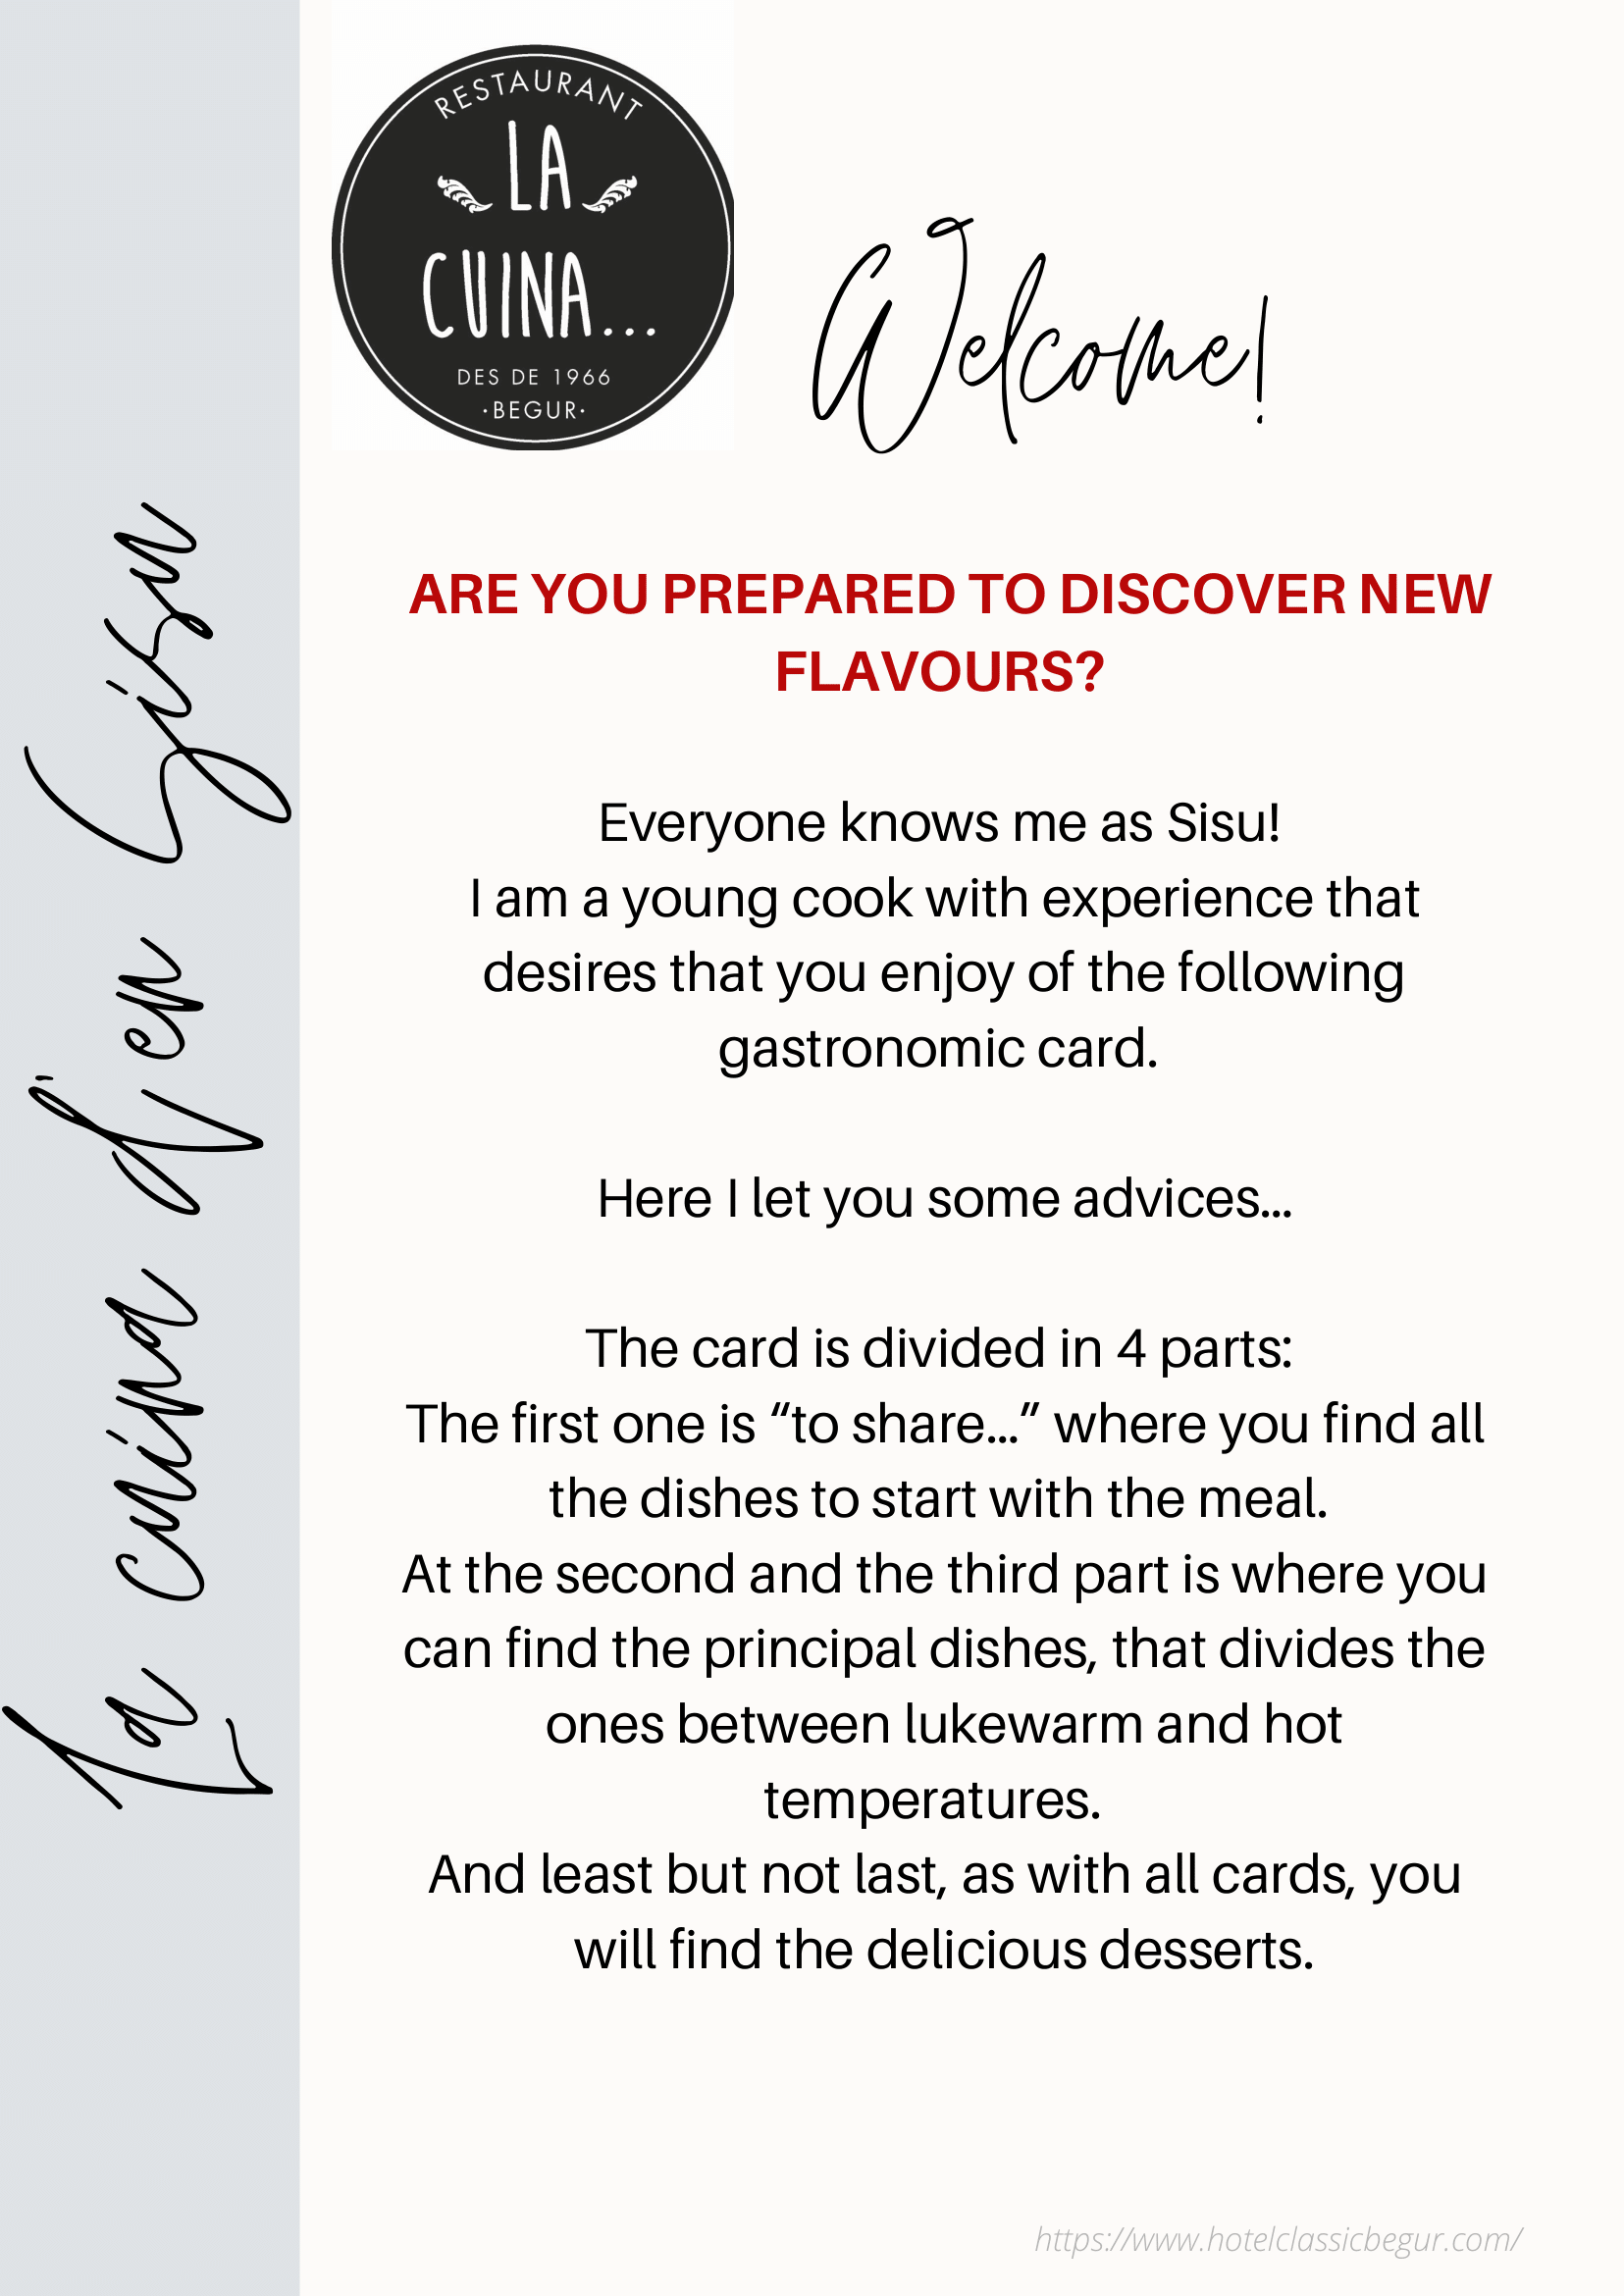 RESTAURANT
LA
CUINA...
DES DE 1966
·BEGUR·
Welcome!
La cuina d'en Sisu
ARE YOU PREPARED TO DISCOVER NEW
FLAVOURS?
Everyone knows me as Sisu!
I am a young cook with experience that
desires that you enjoy of the following
gastronomic card.
Here I let you some advices...
The card is divided in 4 parts:
The first one is “to share...” where you find all
the dishes to start with the meal.
At the second and the third part is where you
can find the principal dishes, that divides the
ones between lukewarm and hot
temperatures.
And least but not last, as with all cards, you
will find the delicious desserts.
https://www.hotelclassicbegur.com/